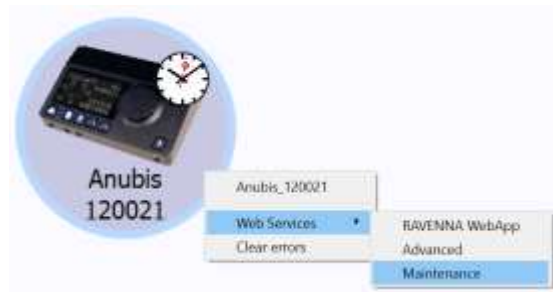 Anubis
120021
Anubis_120021
Web Services
Clear errors
RAVENNA WebApp
Advanced
Maintenance